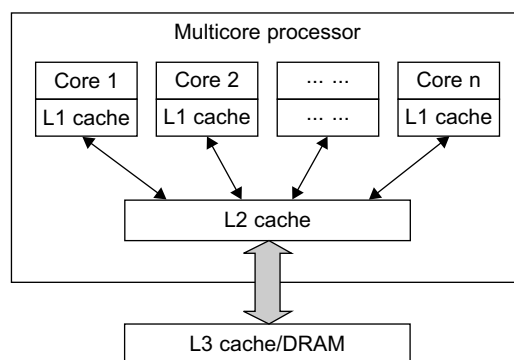 Multicore processor
Core 1
Core 2
... ...
Core n
L1 cache
L1 cache
... ...
L1 cache
L2 cache
L3 cache/DRAM